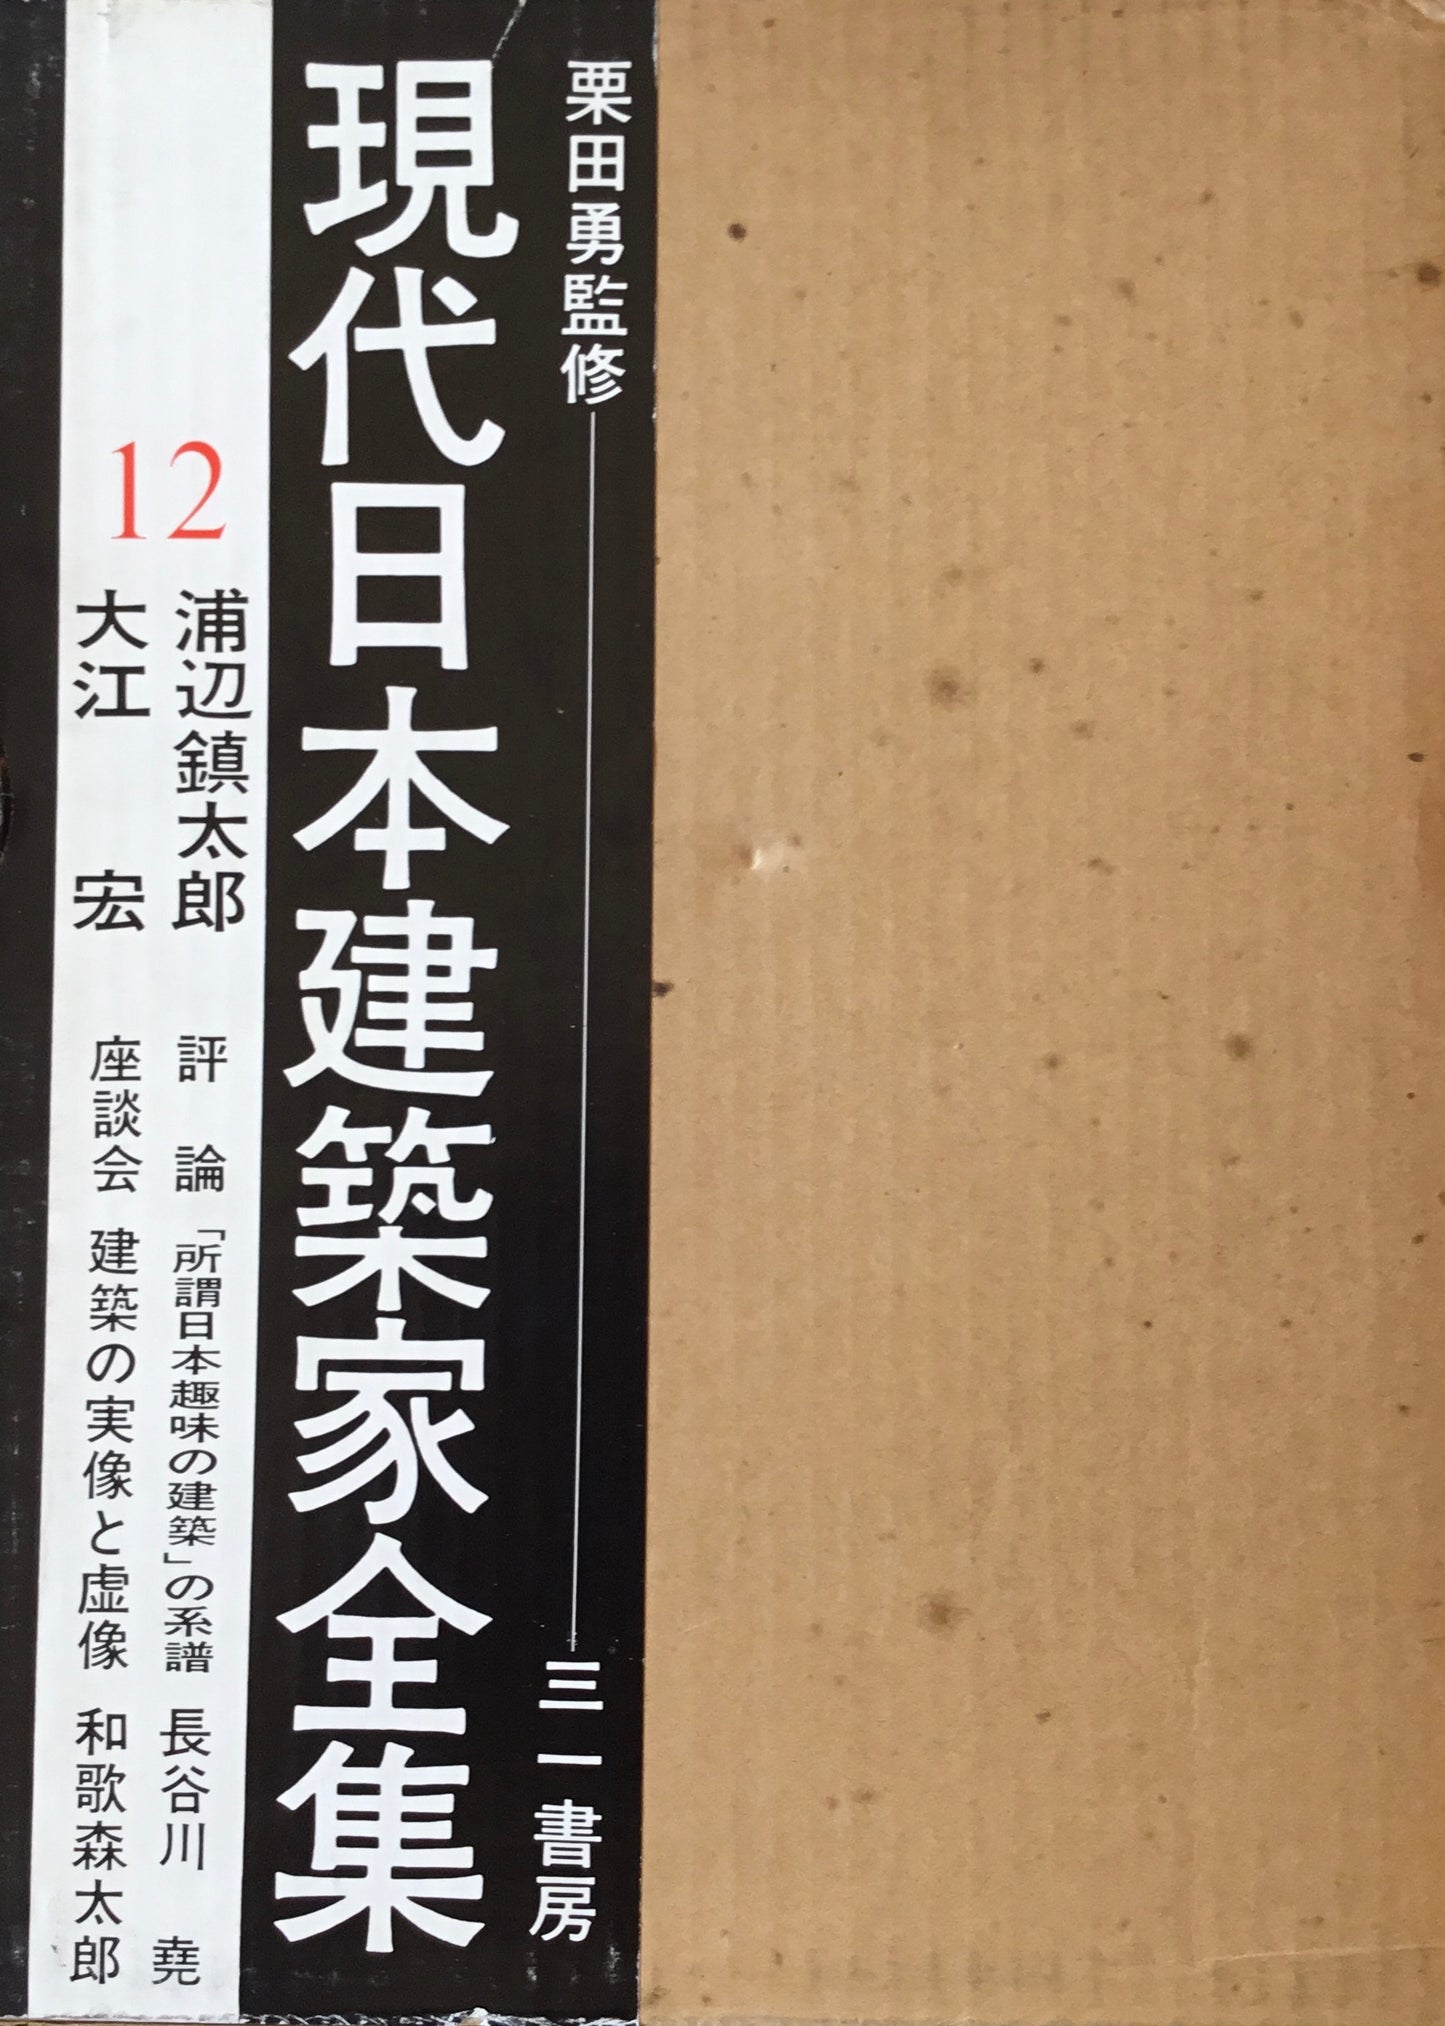 栗田勇監修
三一書房
現代日本建築家全集
12
浦辺鎮太郎
大江 宏
評 論 「所謂日本趣味の建築」の系譜 長谷川 堯
座談会 建築の実像と虚像 和歌森太郎